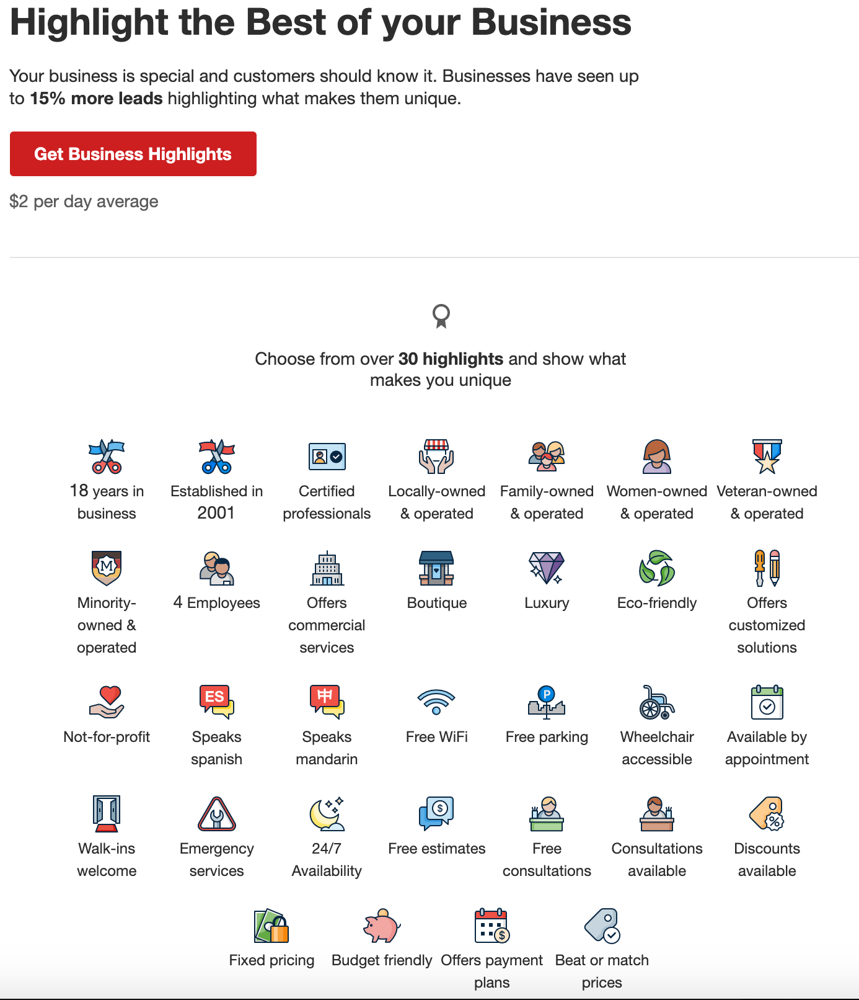 Highlight the Best of your Business
Your business is special and customers should know it. Businesses have seen up
to 15% more leads highlighting what makes them unique.
Get Business Highlights
$2 per day average
Choose from over 30 highlights and show what
makes you unique
18 years in
business
Established in
2001
Certified
professionals
Locally-owned
& operated
Family-owned
& operated
Women-owned
& operated
Veteran-owned
& operated
M
Minority-
owned &
operated
4 Employees
Offers
commercial
services
Boutique
Luxury
Eco-friendly
Offers
customized
solutions
Not-for-profit
ES
Speaks
spanish
Speaks
mandarin
Free WiFi
P
Free parking
Wheelchair
accessible
Available by
appointment
Walk-ins
welcome
Emergency
services
24/7
Availability
$
Free estimates
Free
consultations
Consultations
available
%
Discounts
available
Fixed pricing
Budget friendly
$
Offers payment
plans
Beat or match
prices